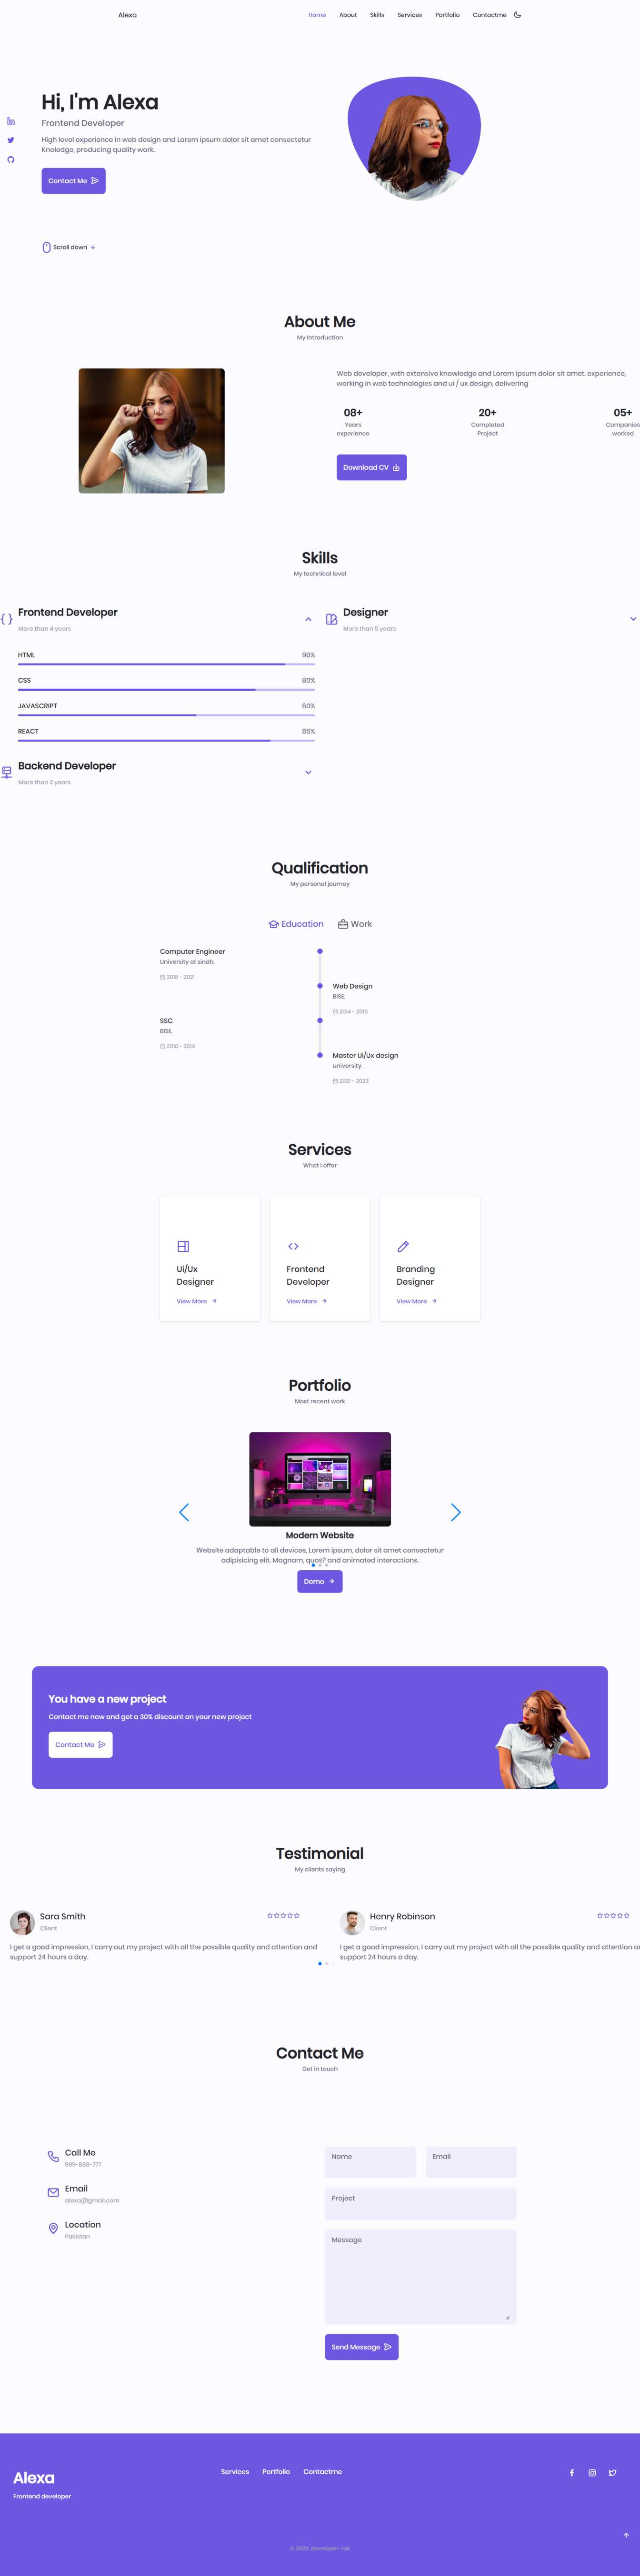 Alexa
Home About Skills Services Portfolio Contactme
Hi, I'm Alexa
Frontend Developer
High level experience in web design and Lorem ipsum dolor sit amet consectetur
Knoledge, producing quality work.
Contact Me
Scroll down
About Me
My introduction
Web developer, with extensive knowledge and Lorem ipsum dolor sit amet. experience,
working in web technologies and ui / ux design, delivering
08+ 20+ 05+
Years Completed Companies
experience Project worked
Download CV
Skills
My technical level
Frontend Developer
More than 4 years
HTML 90%
CSS 80%
JAVASCRIPT 60%
REACT 85%
Backend Developer
More than 2 years
Designer
More than 5 years
Qualification
My personal journey
Education Work
Computer Engineer
University of sindh.
2018 - 2021
Web Design
BISE.
2014 - 2016
SSC
BISE.
2010 - 2014
Master Ui/Ux design
university.
2021 - 2023
Services
What i offer
Ui/Ux
Designer
View More
Frontend
Developer
View More
Branding
Designer
View More
Portfolio
Most recent work
Modern Website
Website adaptable to all devices, Lorem ipsum, dolor sit amet consectetur
adipisicing elit. Magnam, quos? and animated interactions.
Demo
You have a new project
Contact me now and get a 30% discount on your new project
Contact Me
Testimonial
My clients saying
Sara Smith
Client
I get a good impression, I carry out my project with all the possible quality and attention and
support 24 hours a day.
Henry Robinson
Client
I get a good impression, I carry out my project with all the possible quality and attention an
support 24 hours a day.
Contact Me
Get in touch
Call Me
999-888-777
Email
alexa@gmail.com
Location
Pakistan
Name
Email
Project
Message
Send Message
Alexa
Frontend developer
Services Portfolio Contactme